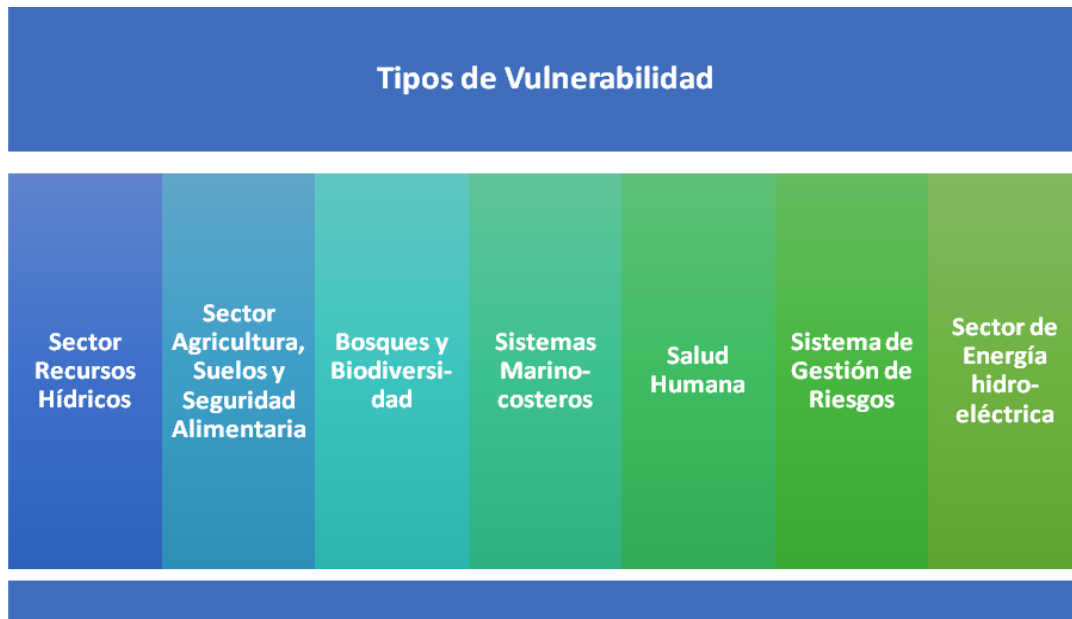 Tipos de Vulnerabilidad
Sector
Recursos
Hídricos
Sector
Agricultura,
Suelos y
Seguridad
Alimentaria
Bosques y
Biodiversi-
dad
Sistemas
Marino-
costeros
Salud
Humana
Sistema de
Gestión de
Riesgos
Sector de
Energía
hidro-
eléctrica